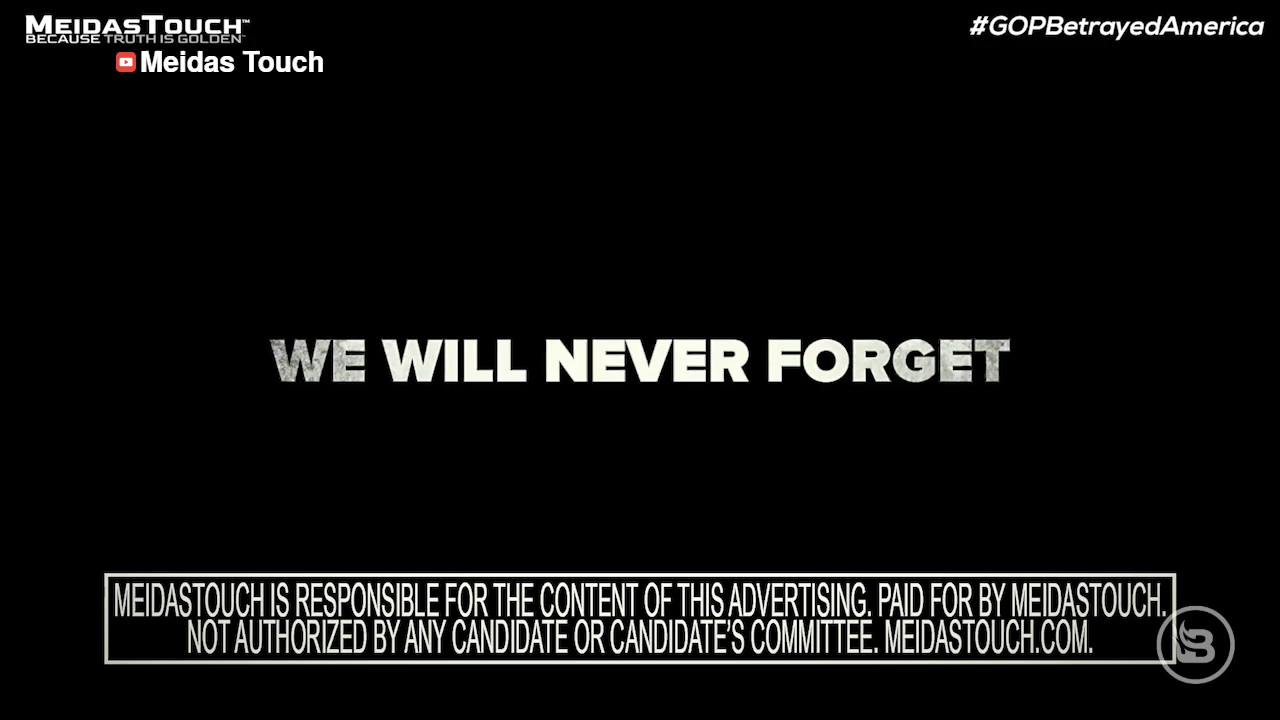 MEIDASTOUCH™
BECAUSE TRUTH IS GOLDEN™
#GOPBetrayedAmerica
Meidas Touch
WE WILL NEVER FORGET
MEIDASTOUCH IS RESPONSIBLE FOR THE CONTENT OF THIS ADVERTISING. PAID FOR BY MEIDASTOUCH.
NOT AUTHORIZED BY ANY CANDIDATE OR CANDIDATE'S COMMITTEE. MEIDASTOUCH.COM.
B